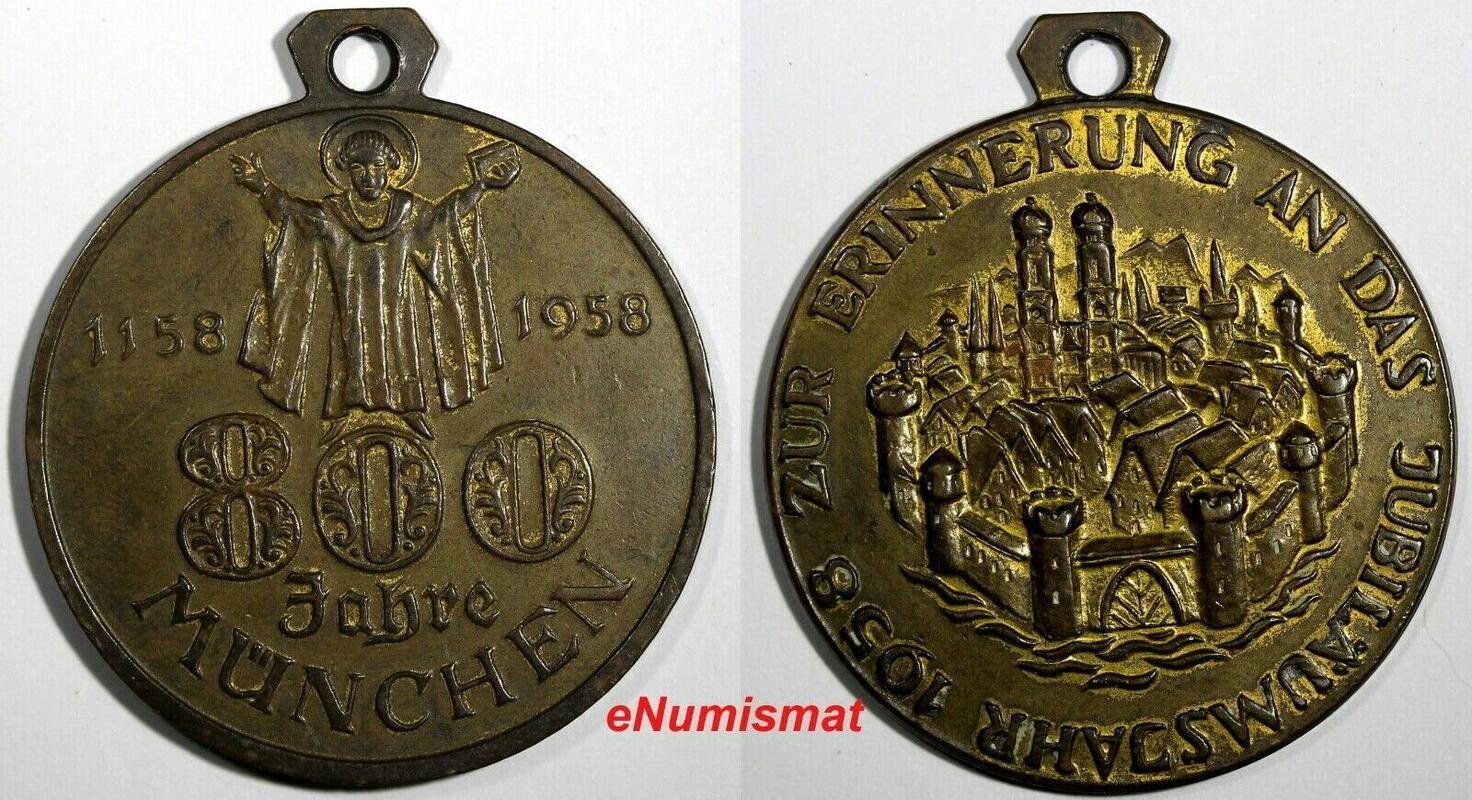 1158 1958
800
Jahre
MÜNCHEN
ZUR ERINNERUNG AN DAS JUBILÄUMSJAHR 1958
eNumismat